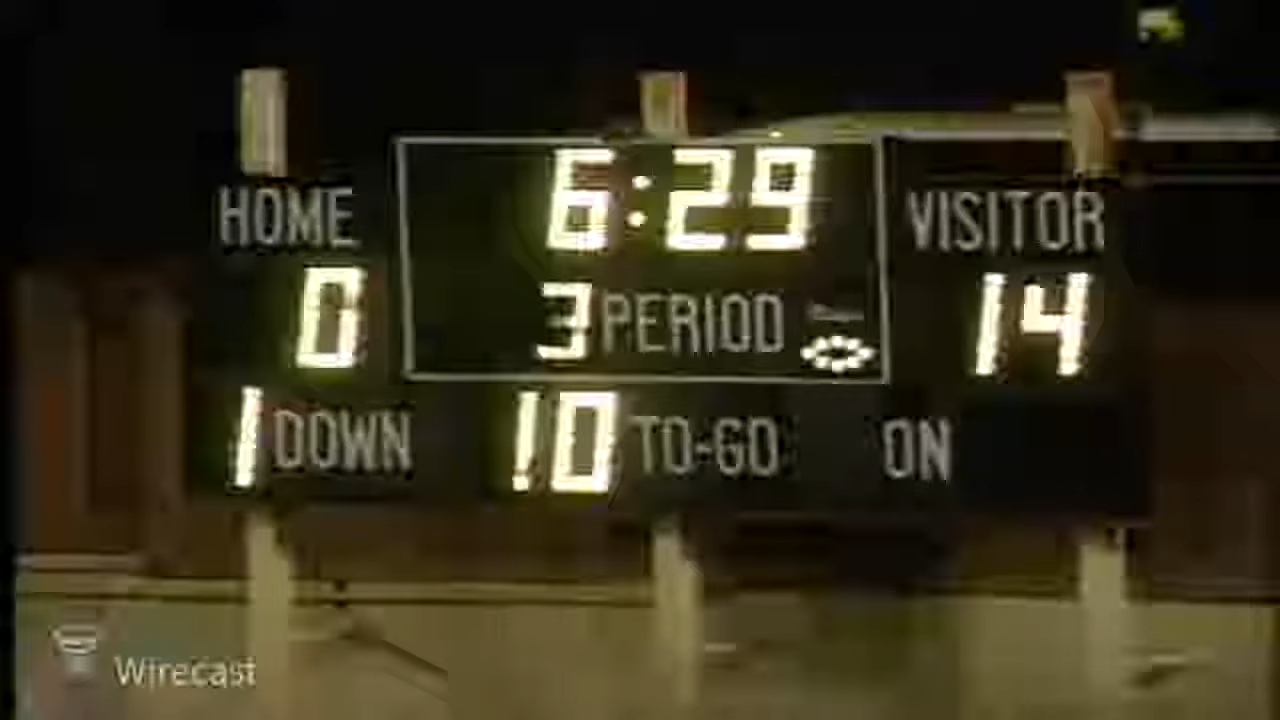 6:29
HOME VISITOR
0 3 PERIOD 14
1 DOWN 10 TO-GO ON
Wirecast